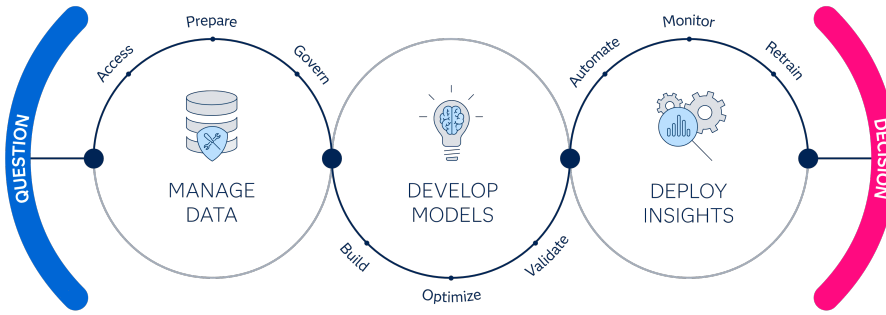 QUESTION
Access
Prepare
Govern
MANAGE
DATA
Build
Optimize
Validate
DEVELOP
MODELS
Automate
Monitor
Retrain
DEPLOY
INSIGHTS
DECISION